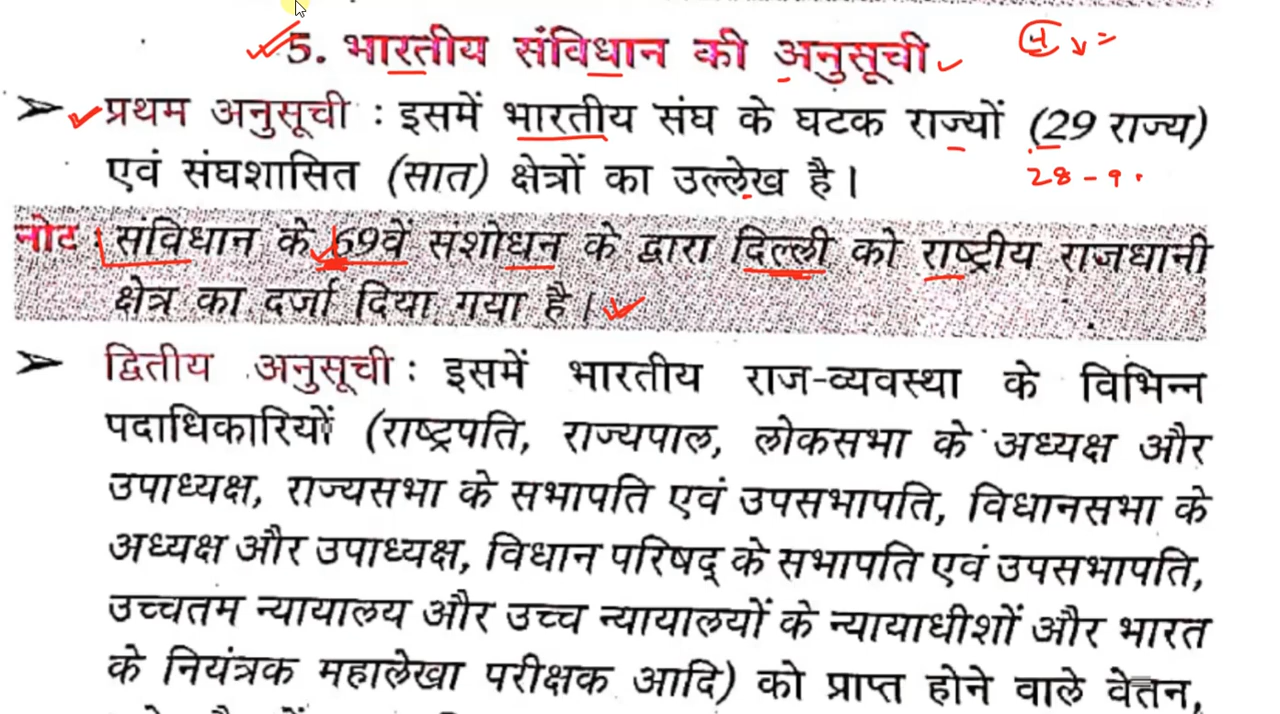 5. भारतीय संविधान की अनुसूची
4
➢ प्रथम अनुसूची : इसमें भारतीय संघ के घटक राज्यों (29 राज्य)
एवं संघशासित (सात) क्षेत्रों का उल्लेख है।
28 - 9
नोट : संविधान के 69वें संशोधन के द्वारा दिल्ली को राष्ट्रीय राजधानी
क्षेत्र का दर्जा दिया गया है।
➢ द्वितीय अनुसूची : इसमें भारतीय राज-व्यवस्था के विभिन्न
पदाधिकारियों (राष्ट्रपति, राज्यपाल, लोकसभा के अध्यक्ष और
उपाध्यक्ष, राज्यसभा के सभापति एवं उपसभापति, विधानसभा के
अध्यक्ष और उपाध्यक्ष, विधान परिषद् के सभापति एवं उपसभापति,
उच्चतम न्यायालय और उच्च न्यायालयों के न्यायाधीशों और भारत
के नियंत्रक महालेखा परीक्षक आदि) को प्राप्त होने वाले वेतन,